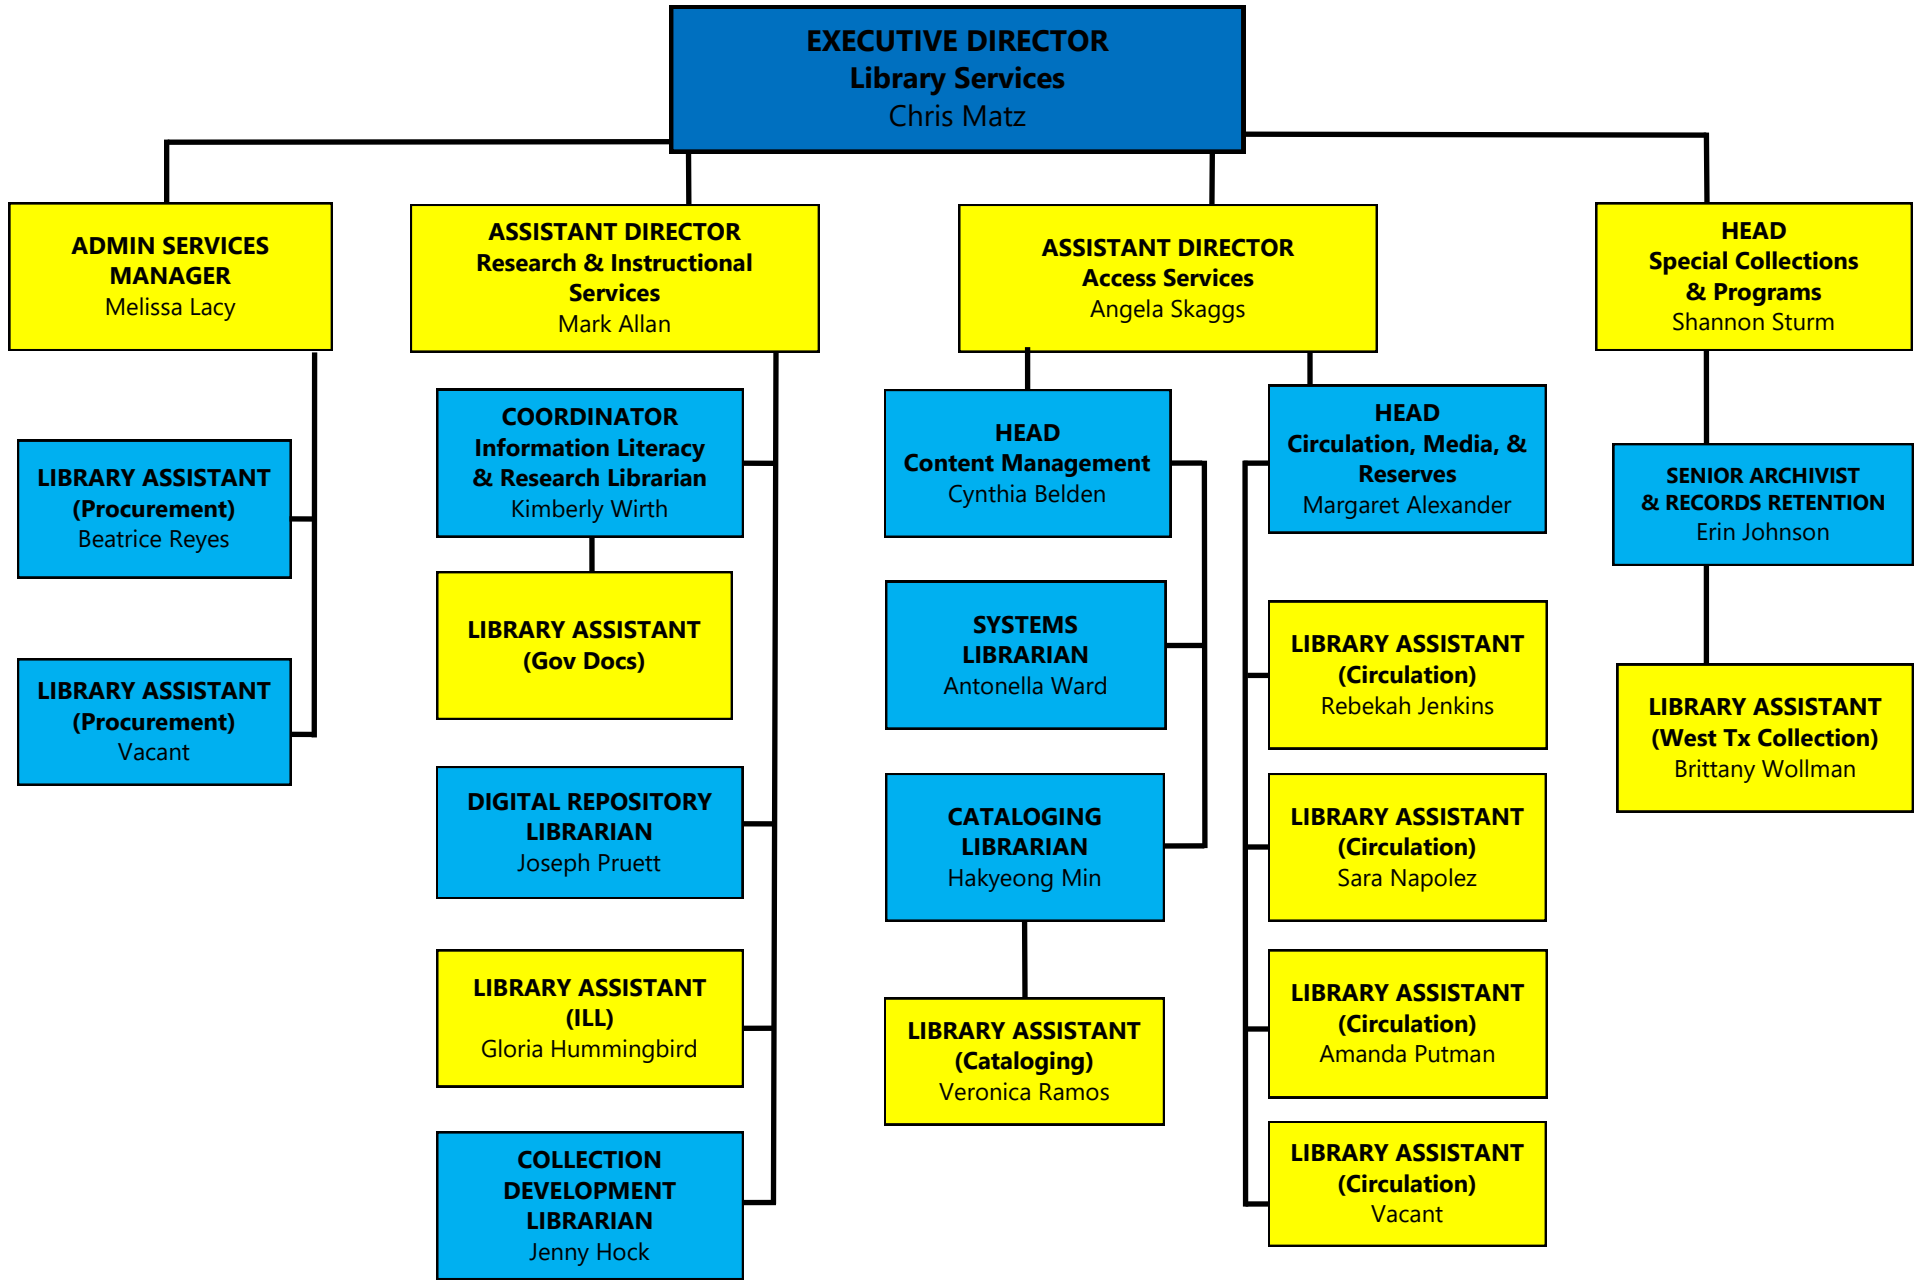 EXECUTIVE DIRECTOR
Library Services
Chris Matz
ADMIN SERVICES
MANAGER
Melissa Lacy
ASSISTANT DIRECTOR
Research & Instructional
Services
Mark Allan
ASSISTANT DIRECTOR
Access Services
Angela Skaggs
HEAD
Special Collections
& Programs
Shannon Sturm
LIBRARY ASSISTANT
(Procurement)
Beatrice Reyes
LIBRARY ASSISTANT
(Procurement)
Vacant
COORDINATOR
Information Literacy
& Research Librarian
Kimberly Wirth
LIBRARY ASSISTANT
(Gov Docs)
DIGITAL REPOSITORY
LIBRARIAN
Joseph Pruett
LIBRARY ASSISTANT
(ILL)
Gloria Hummingbird
COLLECTION
DEVELOPMENT
LIBRARIAN
Jenny Hock
HEAD
Content Management
Cynthia Belden
SYSTEMS
LIBRARIAN
Antonella Ward
CATALOGING
LIBRARIAN
Hakyeong Min
LIBRARY ASSISTANT
(Cataloging)
Veronica Ramos
HEAD
Circulation, Media, &
Reserves
Margaret Alexander
LIBRARY ASSISTANT
(Circulation)
Rebekah Jenkins
LIBRARY ASSISTANT
(Circulation)
Sara Napolez
LIBRARY ASSISTANT
(Circulation)
Amanda Putman
LIBRARY ASSISTANT
(Circulation)
Vacant
SENIOR ARCHIVIST
& RECORDS RETENTION
Erin Johnson
LIBRARY ASSISTANT
(West Tx Collection)
Brittany Wollman